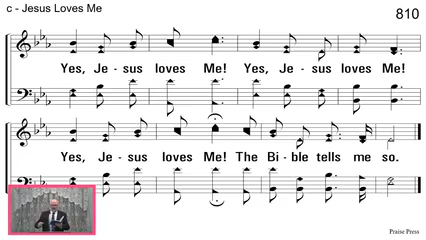 c - Jesus Loves Me
810
Yes, Je - sus loves Me! Yes, Je - sus loves Me!
Yes, Je - sus loves Me! The Bi - ble tells me so.
Praise Press